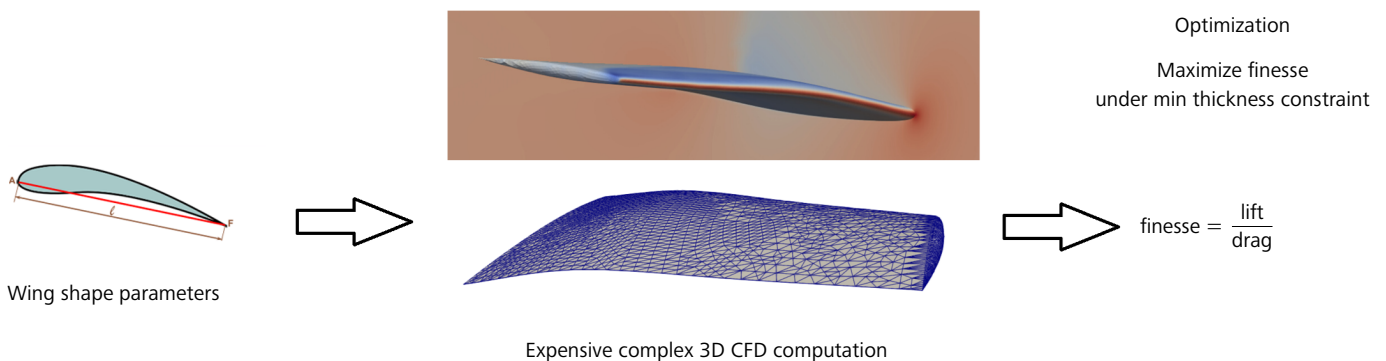 A
ℓ
F
Wing shape parameters
Expensive complex 3D CFD computation
Optimization
Maximize finesse
under min thickness constraint
finesse = lift/drag